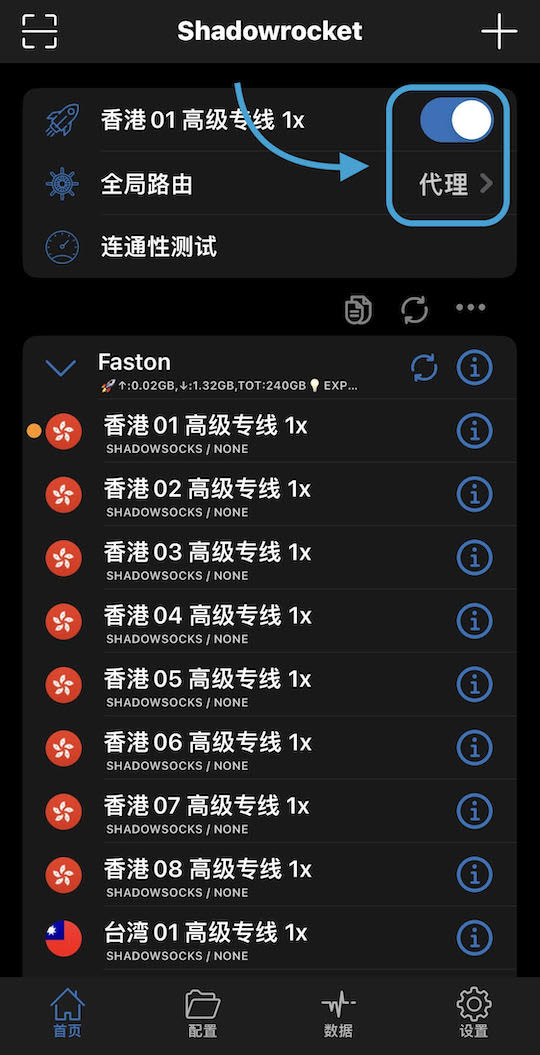 Shadowrocket
香港 01 高级专线 1x
全局路由
代理
连通性测试
Faston
🚀↑:0.02GB,↓:1.32GB,TOT:240GB💡EXP…
香港 01 高级专线 1x
SHADOWSOCKS / NONE
香港 02 高级专线 1x
SHADOWSOCKS / NONE
香港 03 高级专线 1x
SHADOWSOCKS / NONE
香港 04 高级专线 1x
SHADOWSOCKS / NONE
香港 05 高级专线 1x
SHADOWSOCKS / NONE
香港 06 高级专线 1x
SHADOWSOCKS / NONE
香港 07 高级专线 1x
SHADOWSOCKS / NONE
香港 08 高级专线 1x
SHADOWSOCKS / NONE
台湾 01 高级专线 1x
SHADOWSOCKS / NONE
首页
配置
数据
设置